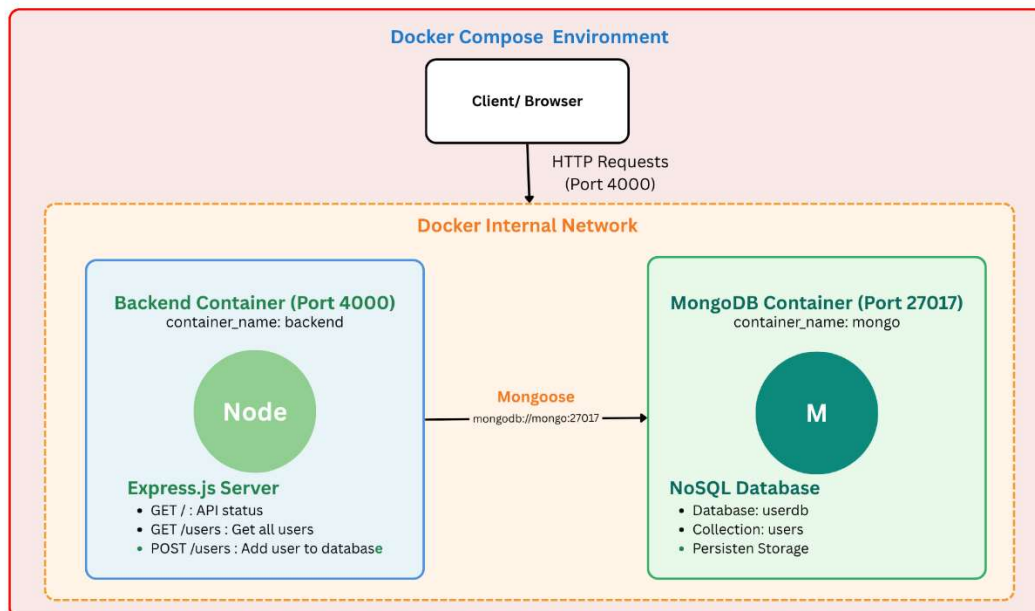 Docker Compose Environment
Client/ Browser
HTTP Requests
(Port 4000)
Docker Internal Network
Backend Container (Port 4000)
container_name: backend
Node
Express.js Server
GET / : API status
GET /users : Get all users
POST /users : Add user to database
Mongoose
mongodb://mongo:27017
MongoDB Container (Port 27017)
container_name: mongo
M
NoSQL Database
Database: userdb
Collection: users
Persisten Storage